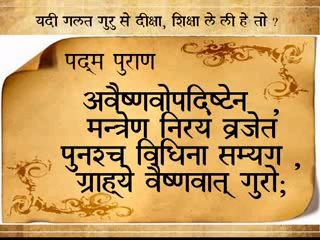 यदी गलत गुरु से दीक्षा, शिक्षा ले ली हे तो ?
पद्म पुराण
अवैष्णवोपदिष्टेन ,
मन्त्रेण निरयं व्रजेत
पुनश्च विधिना सम्यग ,
ग्राह्ये वैष्णवात् गुरो;